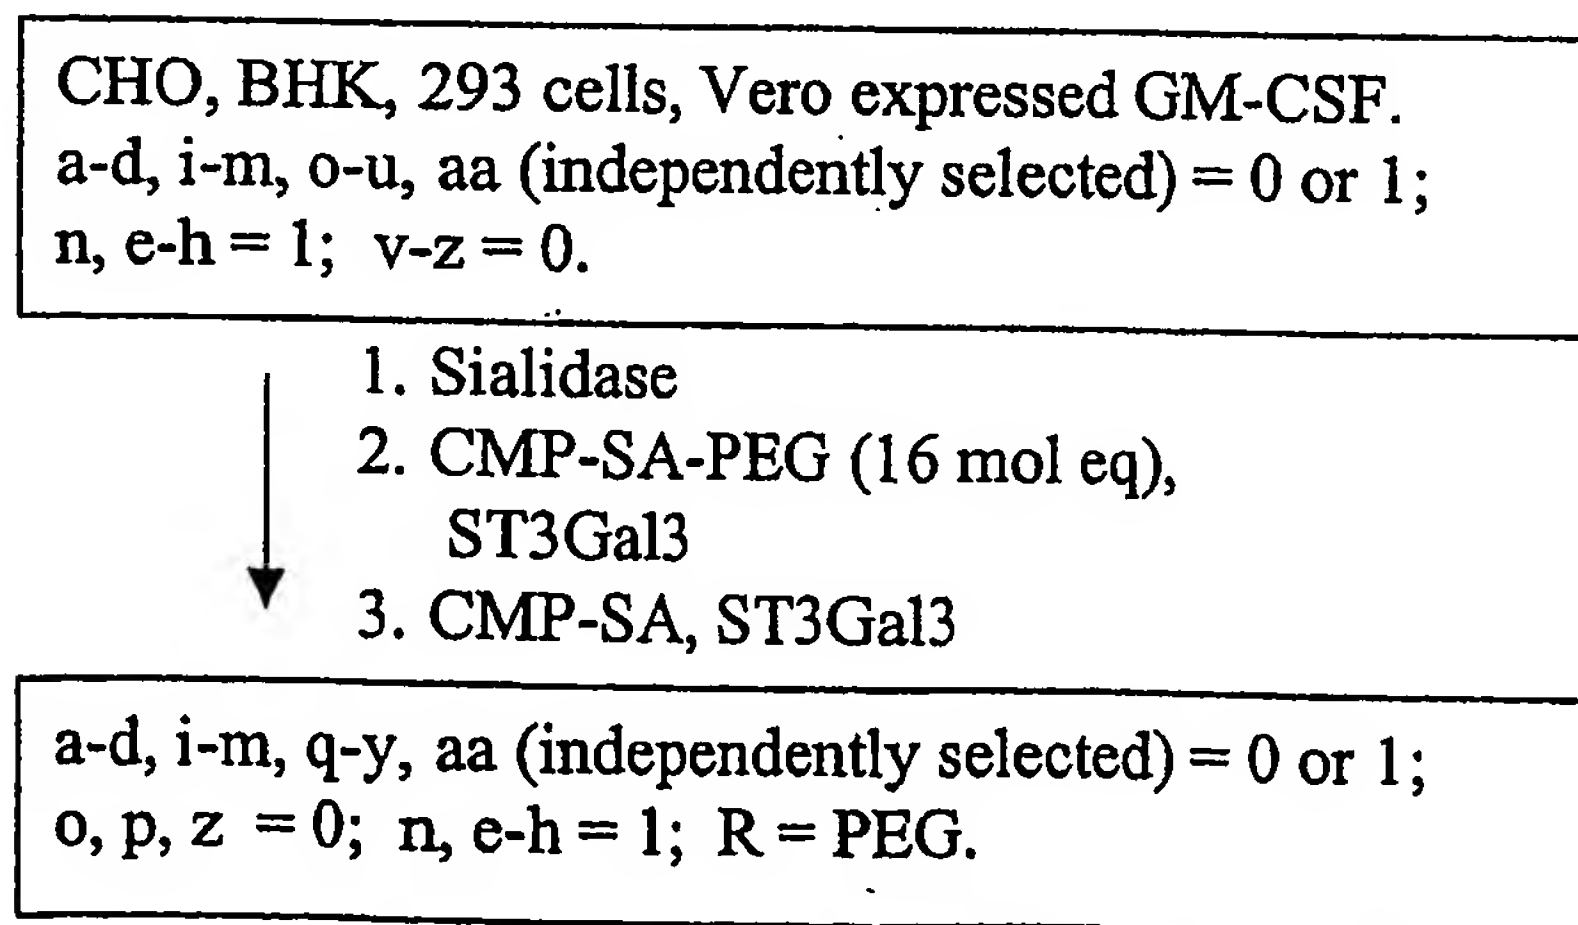 CHO, BHK, 293 cells, Vero expressed GM-CSF.
a-d, i-m, o-u, aa (independently selected) = 0 or 1;
n, e-h = 1; v-z = 0.
1. Sialidase
2. CMP-SA-PEG (16 mol eq),
ST3Gal3
3. CMP-SA, ST3Gal3
a-d, i-m, q-y, aa (independently selected) = 0 or 1;
o, p, z = 0; n, e-h = 1; R = PEG.